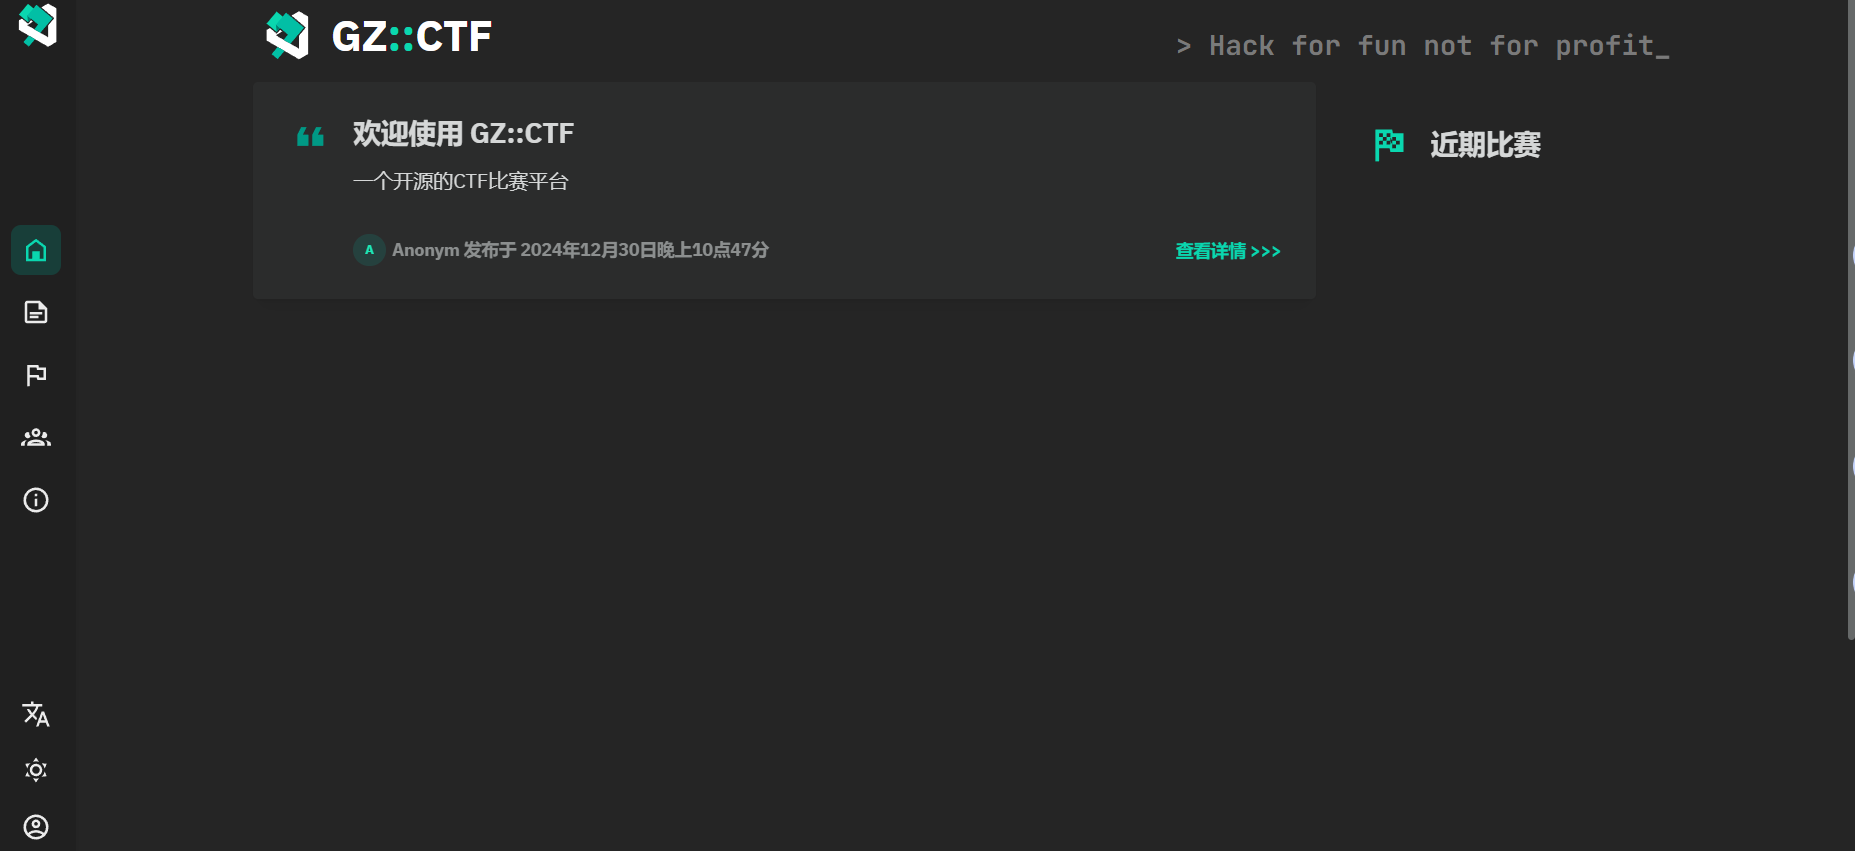 GZ::CTF
> Hack for fun not for profit_
欢迎使用 GZ::CTF
一个开源的CTF比赛平台
A Anonym 发布于 2024年12月30日晚上10点47分
查看详情 >>>
近期比赛